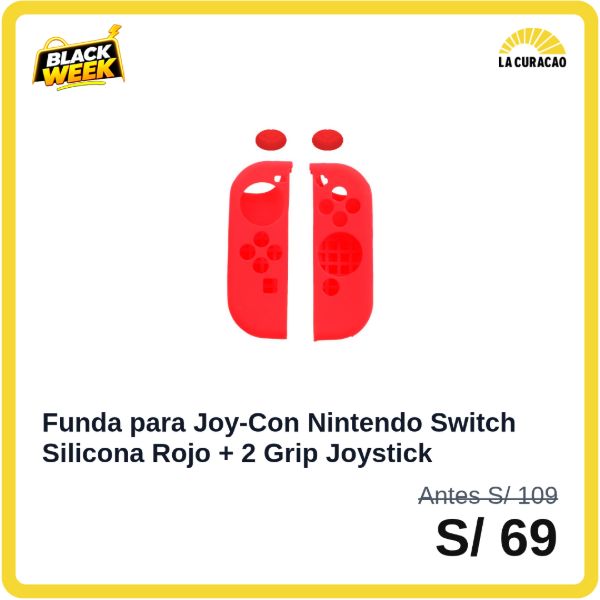 BLACK
WEEK
LA CURACAO
Funda para Joy-Con Nintendo Switch
Silicona Rojo + 2 Grip Joystick
Antes S/ 109
S/ 69